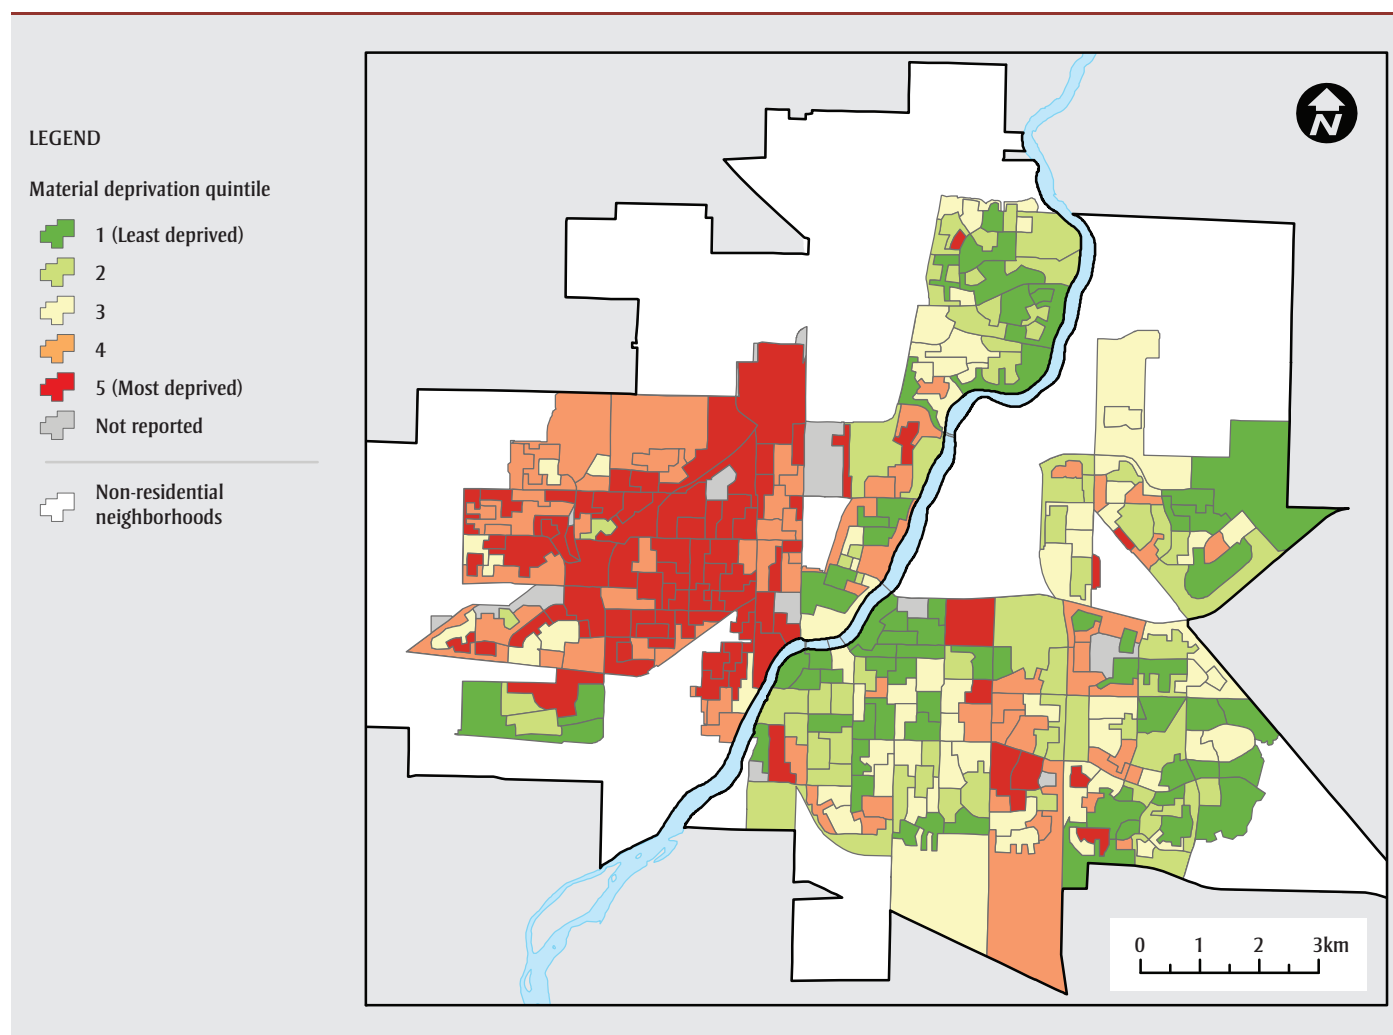 LEGEND
Material deprivation quintile
1 (Least deprived)
2
3
4
5 (Most deprived)
Not reported
Non-residential
neighborhoods
N
0 1 2 3km